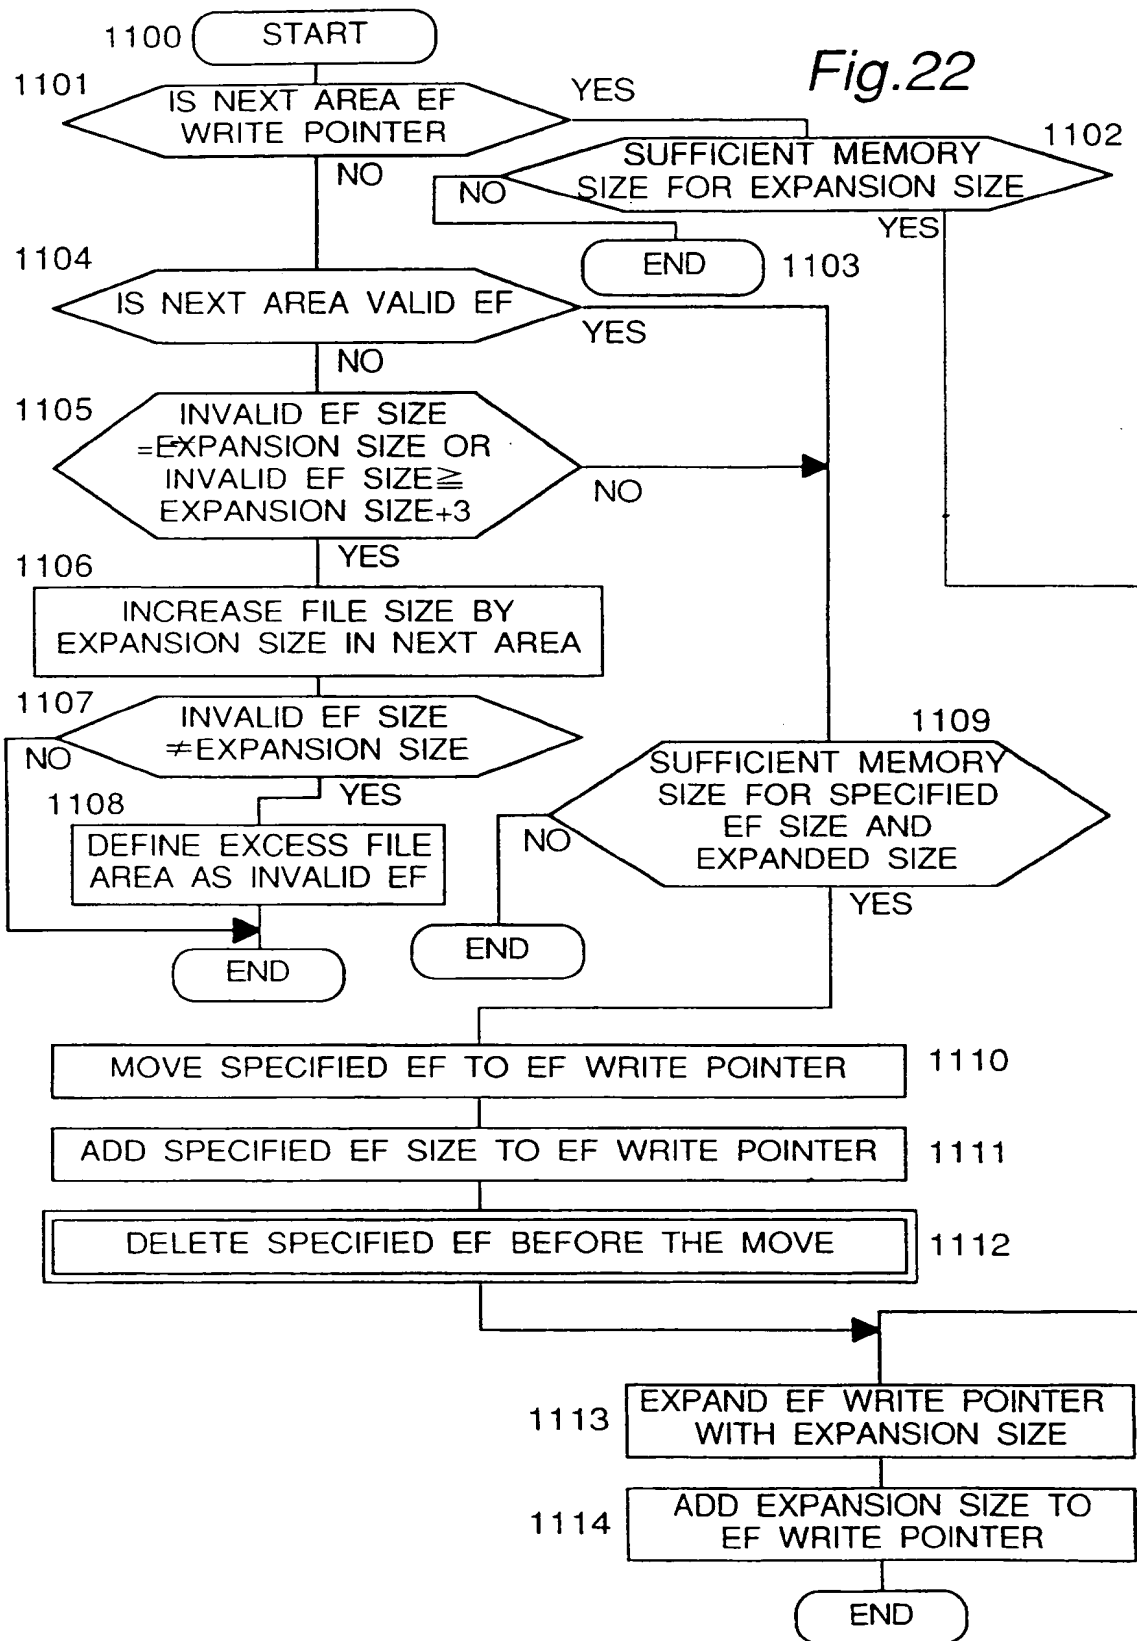 Fig.22
1100
START
1101
IS NEXT AREA EF
WRITE POINTER
YES
NO
1102
SUFFICIENT MEMORY
SIZE FOR EXPANSION SIZE
NO
YES
END
1103
1104
IS NEXT AREA VALID EF
YES
NO
1105
INVALID EF SIZE
=EXPANSION SIZE OR
INVALID EF SIZE≧
EXPANSION SIZE+3
NO
YES
1106
INCREASE FILE SIZE BY
EXPANSION SIZE IN NEXT AREA
1107
INVALID EF SIZE
≠EXPANSION SIZE
NO
YES
1108
DEFINE EXCESS FILE
AREA AS INVALID EF
END
1109
SUFFICIENT MEMORY
SIZE FOR SPECIFIED
EF SIZE AND
EXPANDED SIZE
NO
YES
END
MOVE SPECIFIED EF TO EF WRITE POINTER
1110
ADD SPECIFIED EF SIZE TO EF WRITE POINTER
1111
DELETE SPECIFIED EF BEFORE THE MOVE
1112
1113
EXPAND EF WRITE POINTER
WITH EXPANSION SIZE
1114
ADD EXPANSION SIZE TO
EF WRITE POINTER
END